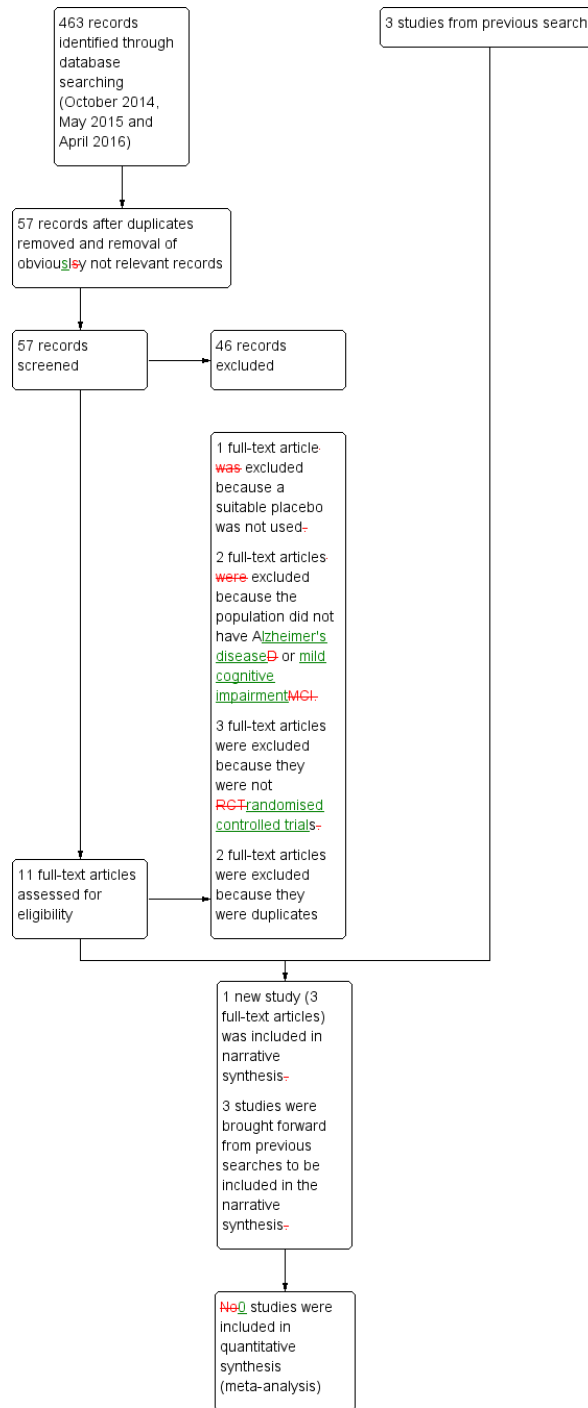 463 records
identified through
database
searching
(October 2014,
May 2015 and
April 2016)
3 studies from previous search
57 records after duplicates
removed and removal of
obviouslsy not relevant records
57 records
screened
46 records
excluded
1 full-text article
was excluded
because a
suitable placebo
was not used.
2 full-text articles
were excluded
because the
population did not
have Alzheimer's
diseaseD or mild
cognitive
impairmentMCI.
3 full-text articles
were excluded
because they
were not
RCTrandomised
controlled trials.
2 full-text articles
were excluded
because they
were duplicates
11 full-text articles
assessed for
eligibility
1 new study (3
full-text articles)
was included in
narrative
synthesis.
3 studies were
brought forward
from previous
searches to be
included in the
narrative
synthesis.
No0 studies were
included in
quantitative
synthesis
(meta-analysis)